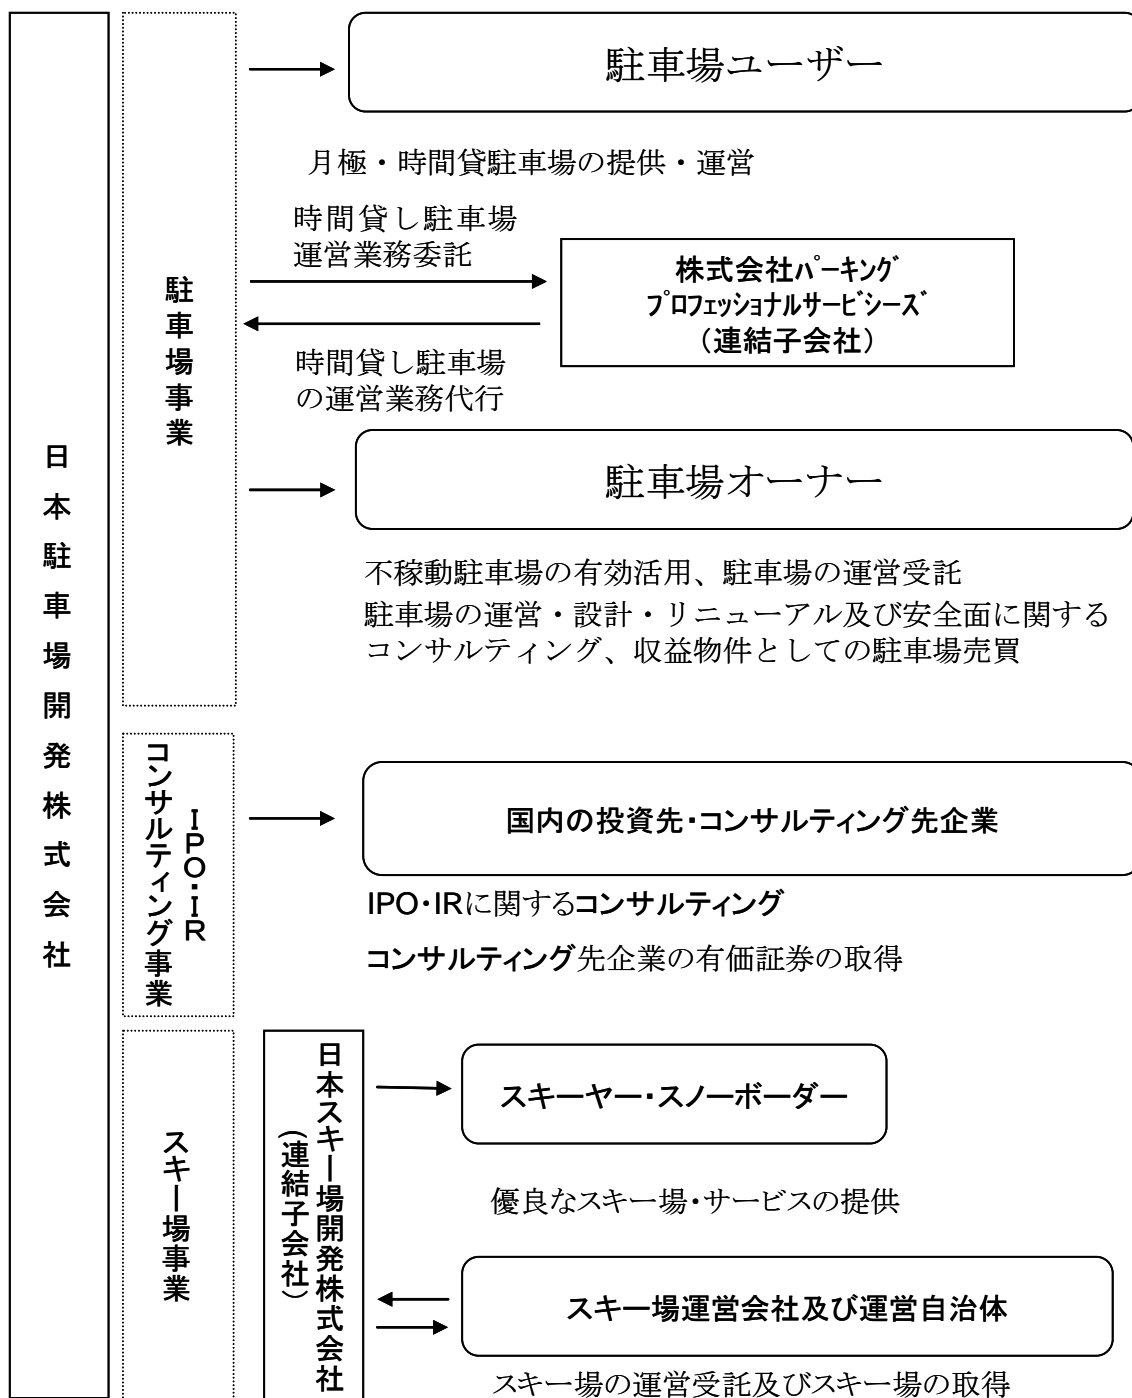 日本駐車場開発株式会社
駐車場事業
駐車場ユーザー
月極・時間貸駐車場の提供・運営
時間貸し駐車場
運営業務委託
株式会社ﾊﾟｰｷﾝｸﾞ
ﾌﾟﾛﾌｪｯｼｮﾅﾙｻｰﾋﾞｼｰｽﾞ
(連結子会社)
時間貸し駐車場
の運営業務代行
駐車場オーナー
不稼動駐車場の有効活用、駐車場の運営受託
駐車場の運営・設計・リニューアル及び安全面に関する
コンサルティング、収益物件としての駐車場売買
IPO・IR
コンサルティング事業
国内の投資先・コンサルティング先企業
IPO・IRに関するコンサルティング
コンサルティング先企業の有価証券の取得
スキー場事業
日本スキー場開発株式会社
(連結子会社)
スキーヤー・スノーボーダー
優良なスキー場・サービスの提供
スキー場運営会社及び運営自治体
スキー場の運営受託及びスキー場の取得